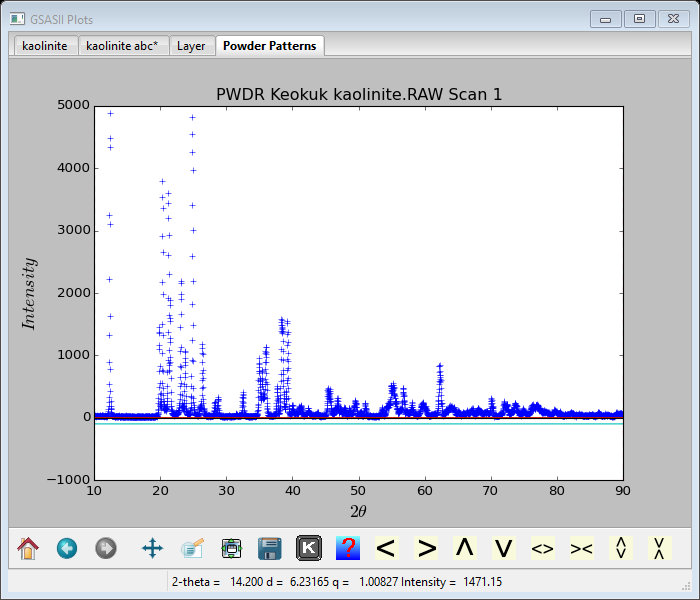 GSASII Plots
kaolinite
kaolinite abc*
Layer
Powder Patterns
PWDR Keokuk kaolinite.RAW Scan 1
5000
4000
3000
2000
1000
0
−1000
Intensity
10 20 30 40 50 60 70 80 90
2θ
K ? < > Λ V <> >< 
2-theta = 14.200 d = 6.23165 q = 1.00827 Intensity = 1471.15